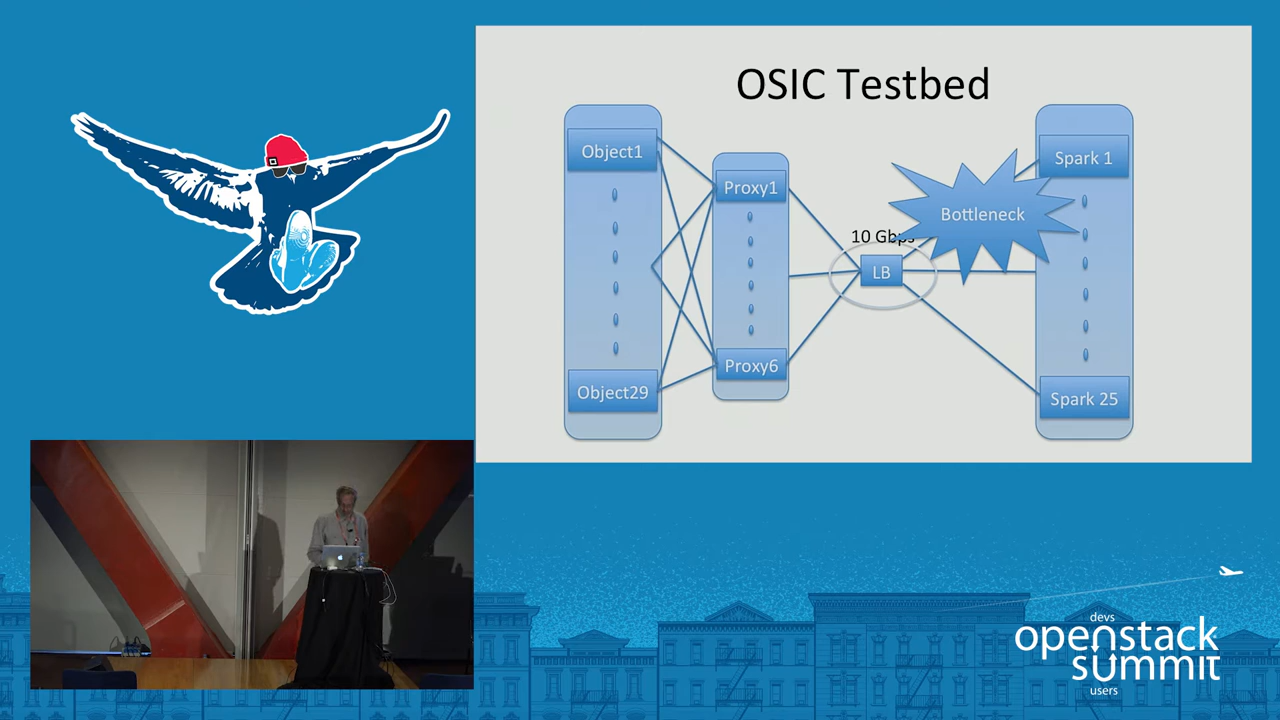 OSIC Testbed
Object1
Object29
Proxy1
Proxy6
10 Gbps
LB
Bottleneck
Spark 1
Spark 25
devs
openstack
summit
users